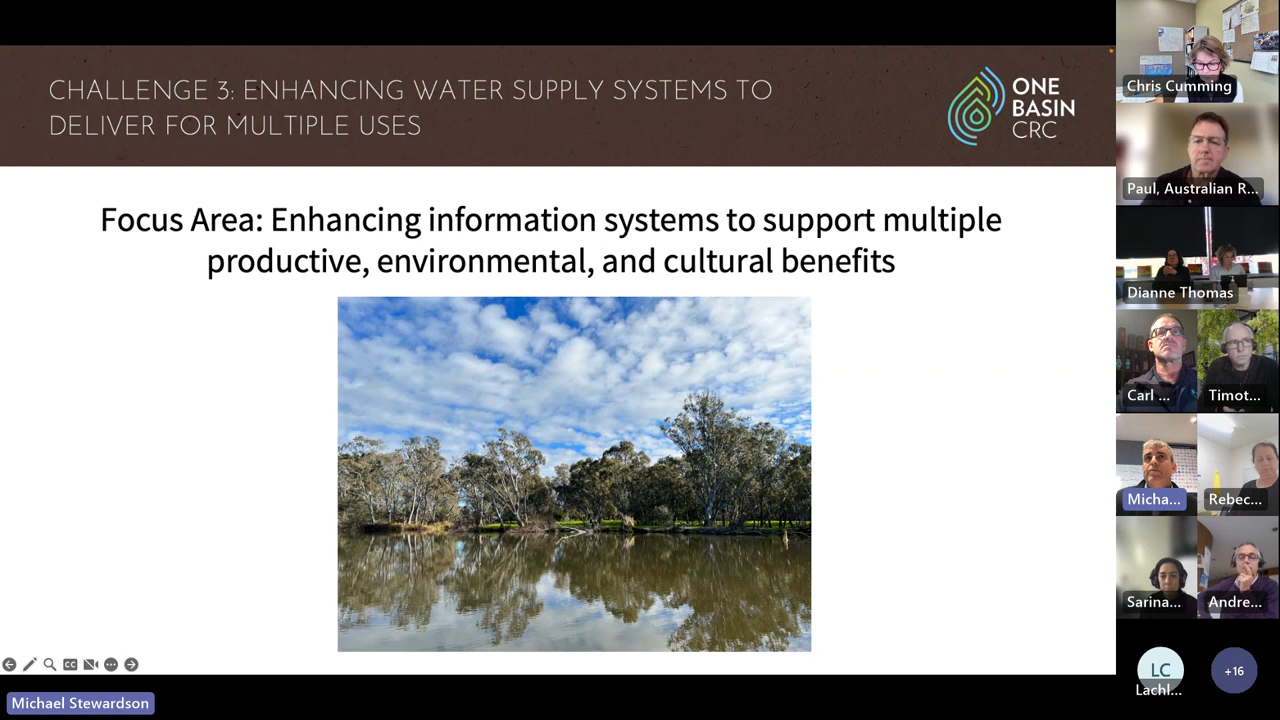 CHALLENGE 3: ENHANCING WATER SUPPLY SYSTEMS TO
DELIVER FOR MULTIPLE USES
ONE
BASIN
CRC
Focus Area: Enhancing information systems to support multiple
productive, environmental, and cultural benefits
Michael Stewardson
Chris Cumming
Paul, Australian R...
Dianne Thomas
Carl ...
Timot...
Micha...
Rebec...
Sarina...
Andre...
LC
Lachl...
+16
CC